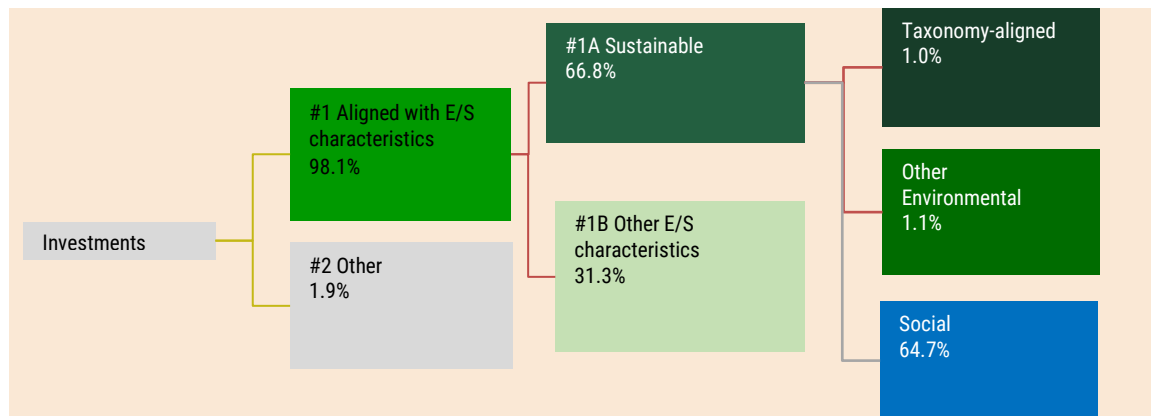 Investments
#1 Aligned with E/S
characteristics
98.1%
#2 Other
1.9%
#1A Sustainable
66.8%
#1B Other E/S
characteristics
31.3%
Taxonomy-aligned
1.0%
Other
Environmental
1.1%
Social
64.7%